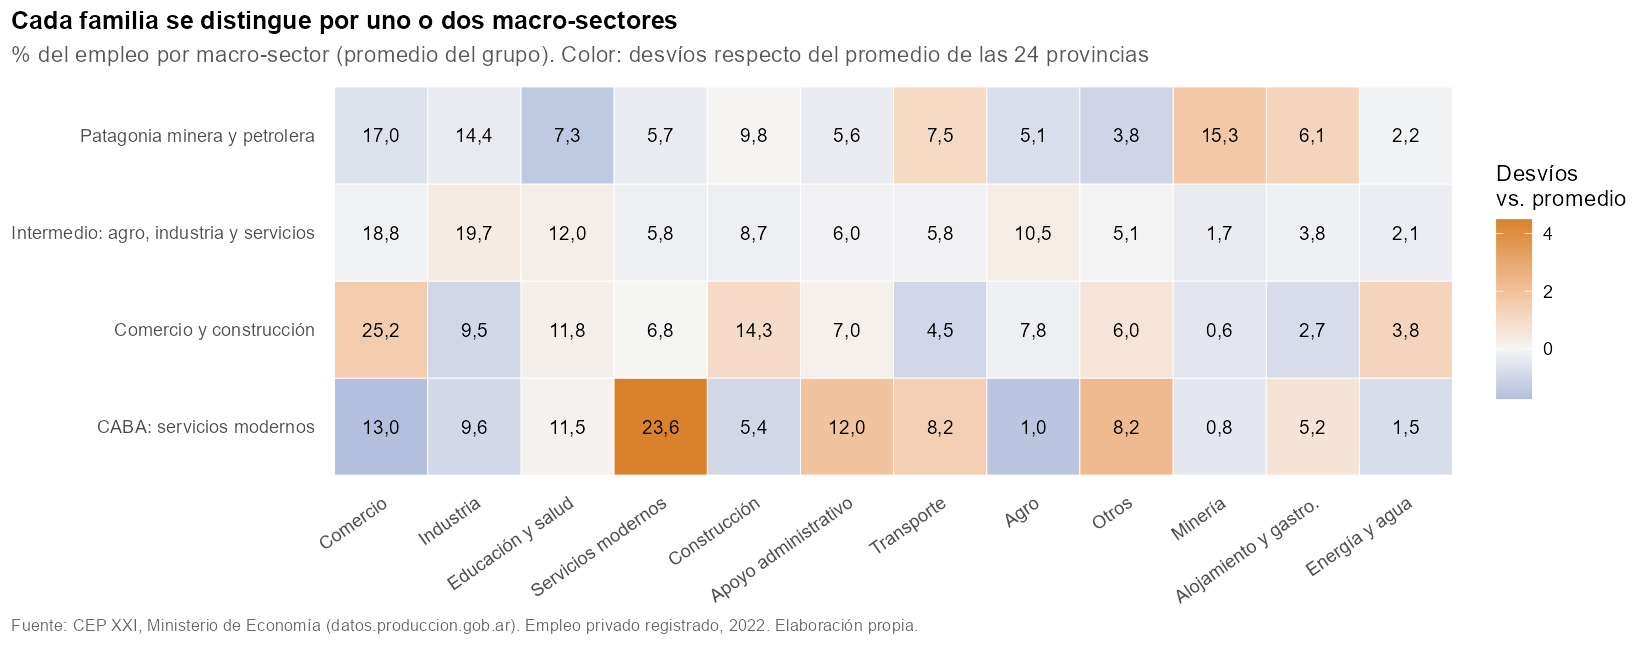 Cada familia se distingue por uno o dos macro-sectores
% del empleo por macro-sector (promedio del grupo). Color: desvíos respecto del promedio de las 24 provincias
Patagonia minera y petrolera 17,0 14,4 7,3 5,7 9,8 5,6 7,5 5,1 3,8 15,3 6,1 2,2
Intermedio: agro, industria y servicios 18,8 19,7 12,0 5,8 8,7 6,0 5,8 10,5 5,1 1,7 3,8 2,1
Comercio y construcción 25,2 9,5 11,8 6,8 14,3 7,0 4,5 7,8 6,0 0,6 2,7 3,8
CABA: servicios modernos 13,0 9,6 11,5 23,6 5,4 12,0 8,2 1,0 8,2 0,8 5,2 1,5
Comercio
Industria
Educación y salud
Servicios modernos
Construcción
Apoyo administrativo
Transporte
Agro
Otros
Minería
Alojamiento y gastro.
Energía y agua
Desvíos
vs. promedio
4
2
0
Fuente: CEP XXI, Ministerio de Economía (datos.produccion.gob.ar). Empleo privado registrado, 2022. Elaboración propia.